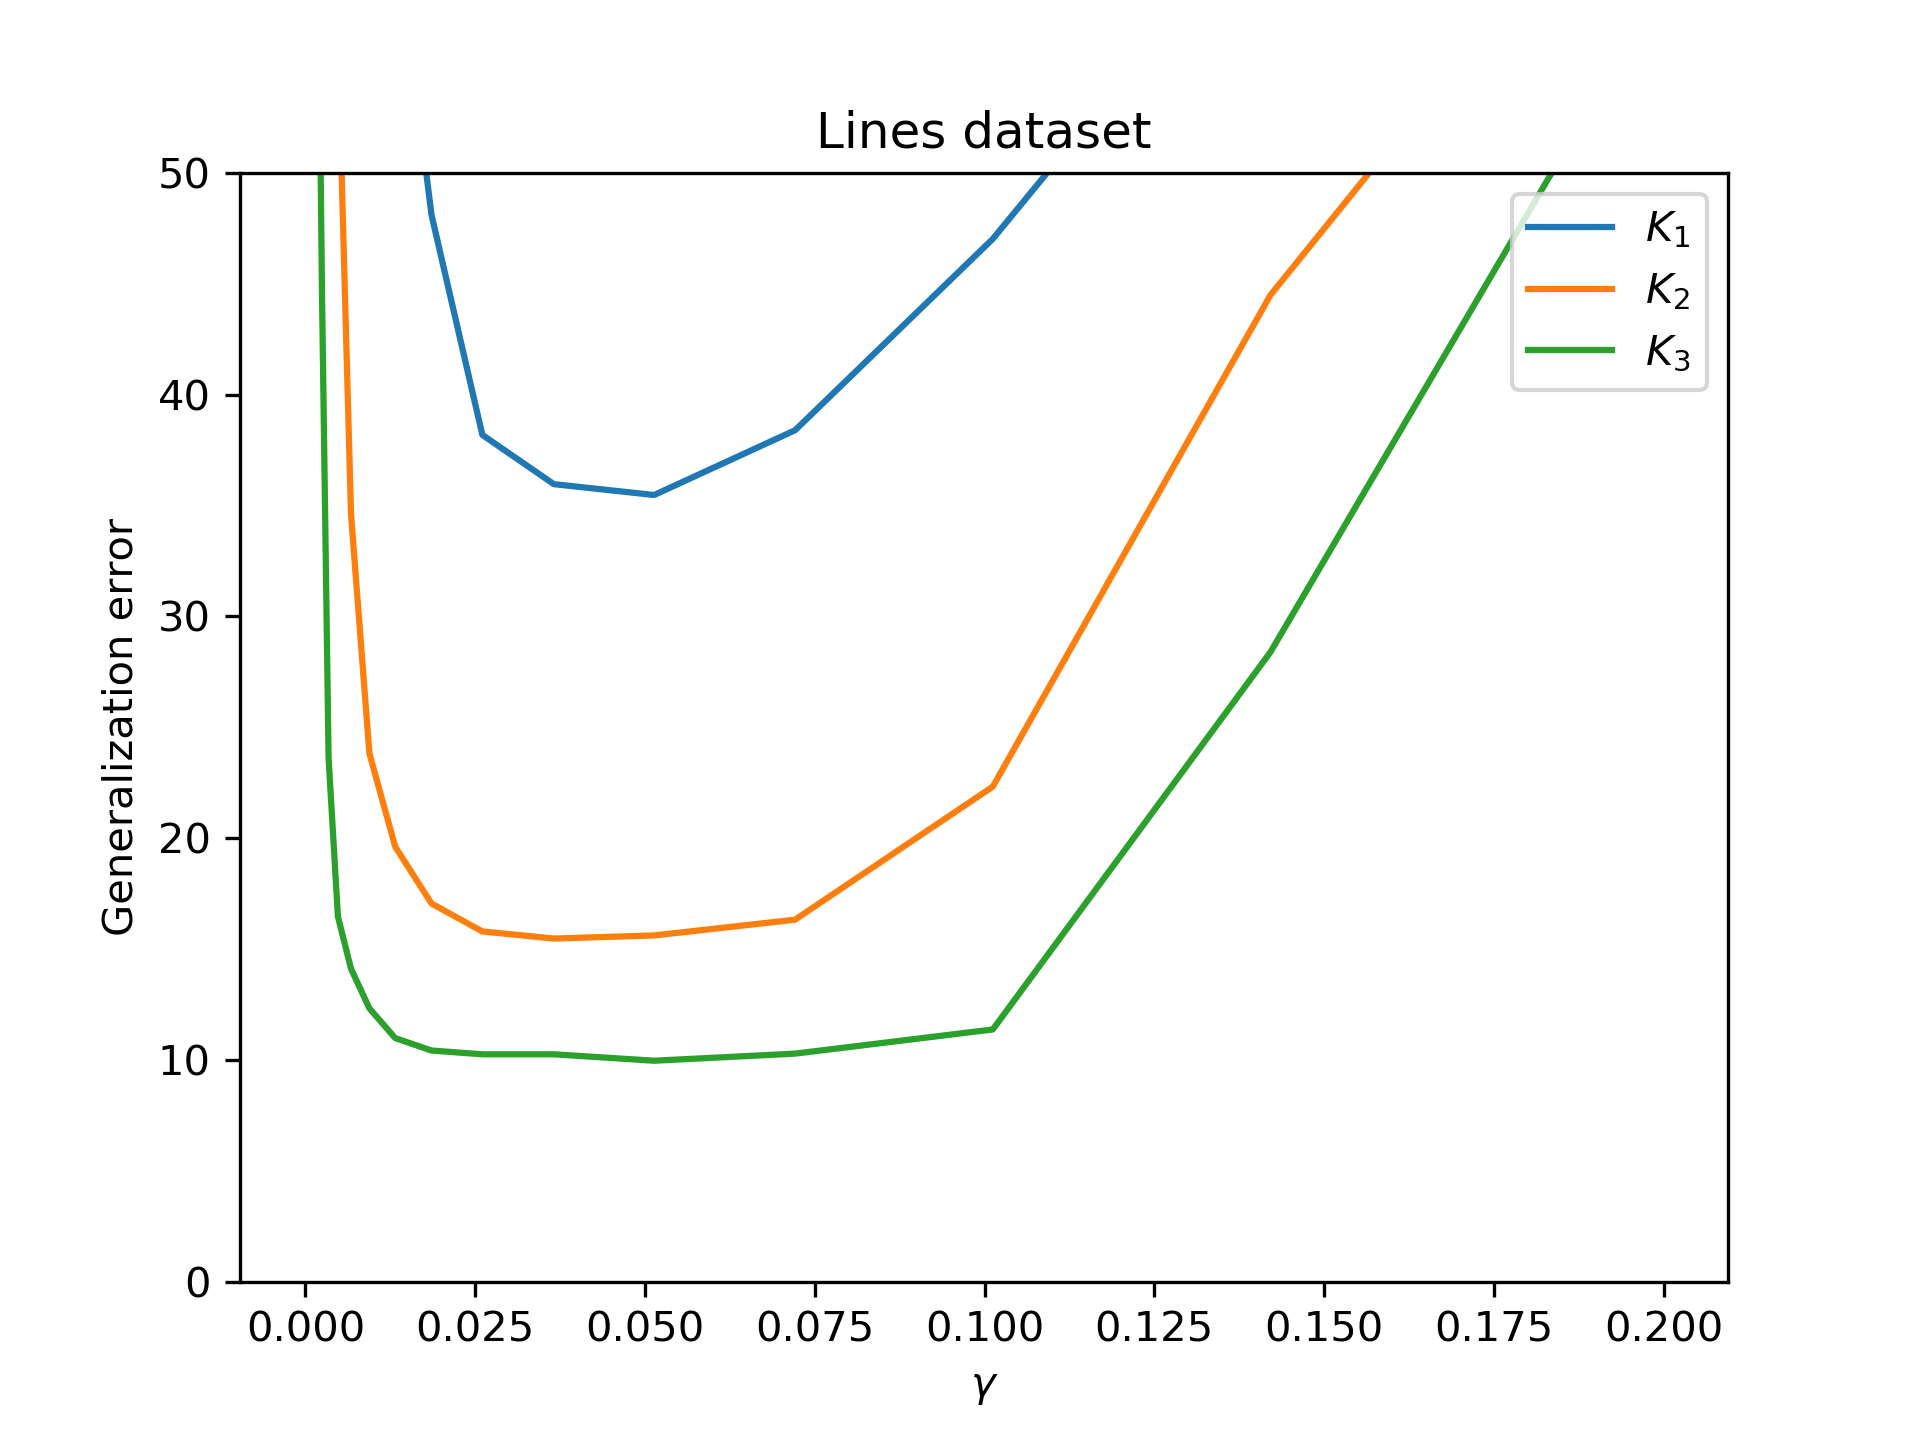 Lines dataset
Generalization error
50
40
30
20
10
0
0.000 0.025 0.050 0.075 0.100 0.125 0.150 0.175 0.200
γ
K₁
K₂
K₃